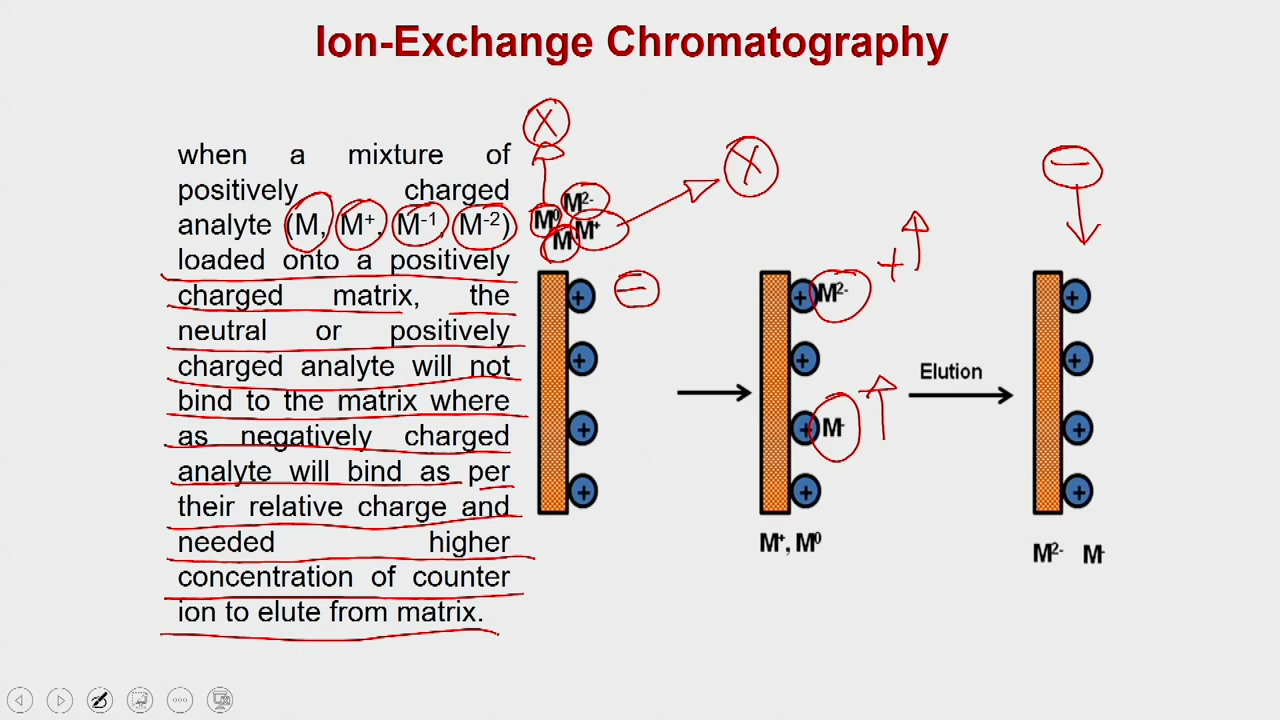 Ion-Exchange Chromatography
when a mixture of
positively charged
analyte (M, M⁺, M⁻¹, M⁻²)
loaded onto a positively
charged matrix, the
neutral or positively
charged analyte will not
bind to the matrix where
as negatively charged
analyte will bind as per
their relative charge and
needed higher
concentration of counter
ion to elute from matrix.
X
M²⁻
M⁰ M⁺
M
X
−
+
+
+
+
+ M²⁻
+
+ M⁻
+
+
M⁺, M⁰
Elution
−
+
+
+
+
M²⁻ M⁻